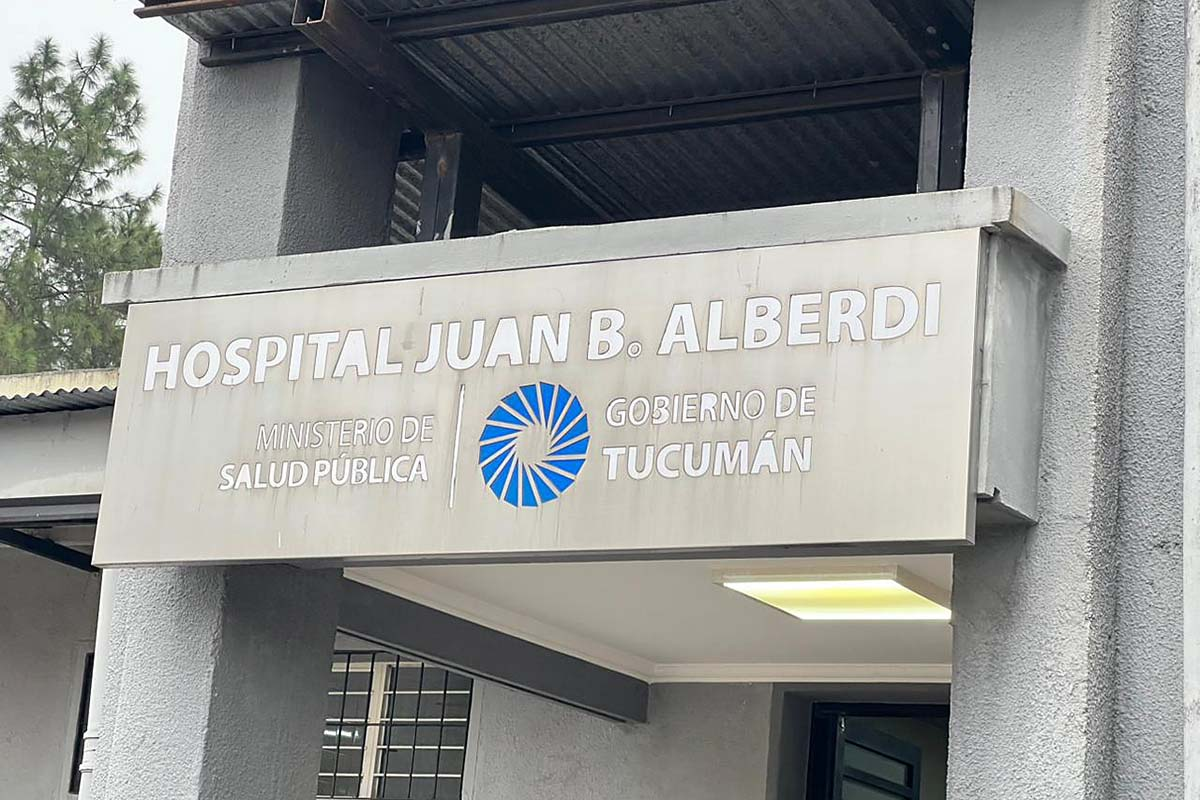 HOSPITAL JUAN B. ALBERDI
MINISTERIO DE
SALUD PÚBLICA
GOBIERNO DE
TUCUMÁN